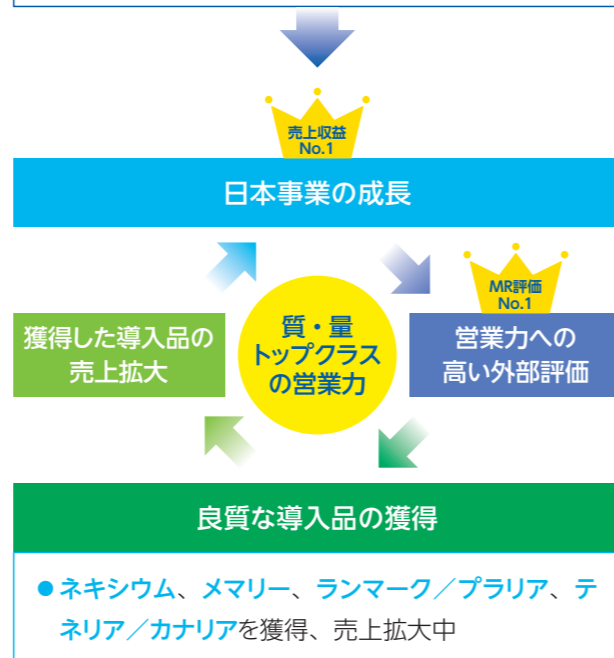 売上収益
No.1
日本事業の成長
MR評価
No.1
獲得した導入品の
売上拡大
質・量
トップクラス
の営業力
営業力への
高い外部評価
良質な導入品の獲得
●ネキシウム、メマリー、ランマーク／プラリア、テ
ネリア／カナリアを獲得、売上拡大中